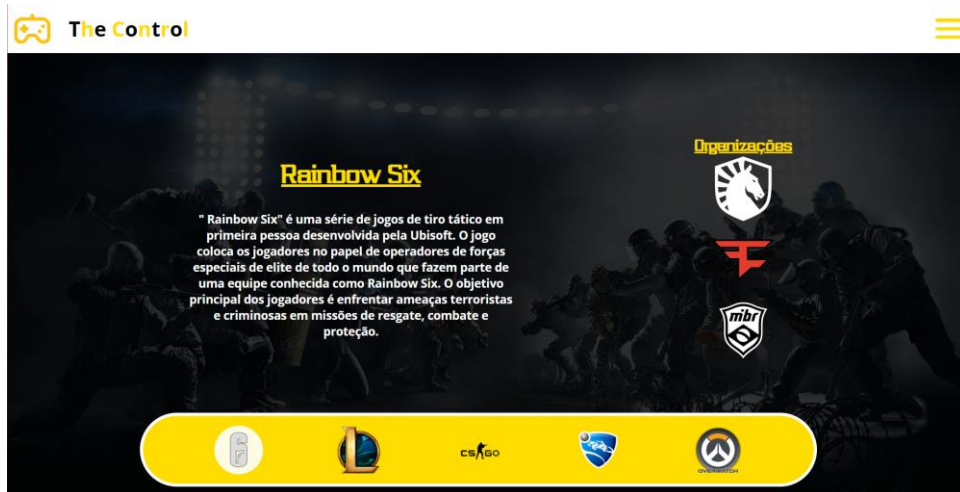 The Control
Organizações
Rainbow Six
" Rainbow Six" é uma série de jogos de tiro tático em
primeira pessoa desenvolvida pela Ubisoft. O jogo
coloca os jogadores no papel de operadores de forças
especiais de elite de todo o mundo que fazem parte de
uma equipe conhecida como Rainbow Six. O objetivo
principal dos jogadores é enfrentar ameaças terroristas
e criminosas em missões de resgate, combate e
proteção.
mibr
6
L
CS GO
OVERWATCH